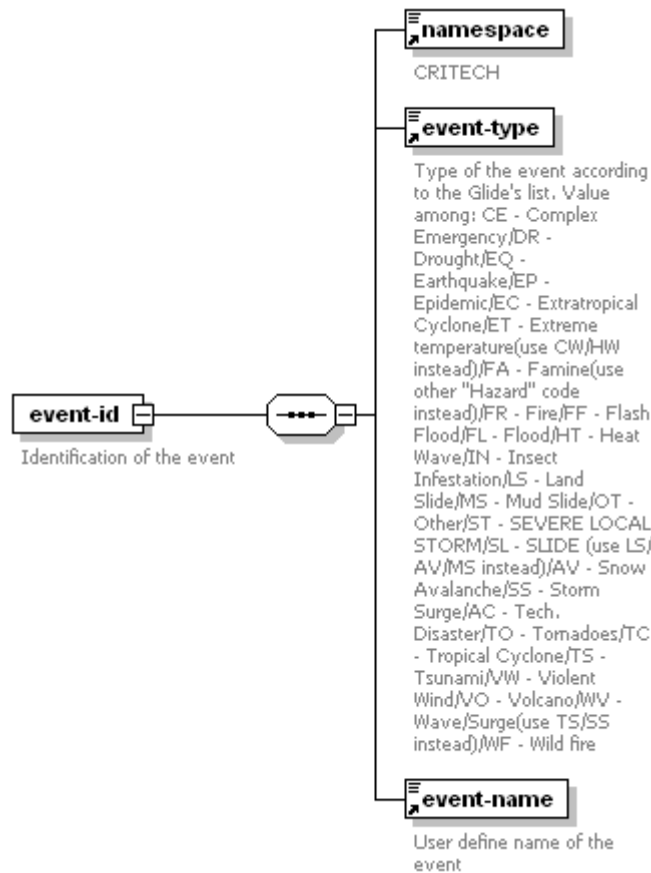 namespace
CRITECH
event-type
Type of the event according
to the Glide's list. Value
among: CE - Complex
Emergency/DR -
Drought/EQ -
Earthquake/EP -
Epidemic/EC - Extratropical
Cyclone/ET - Extreme
temperature(use CW/HW
instead)/FA - Famine(use
other "Hazard" code
instead)/FR - Fire/FF - Flash
Flood/FL - Flood/HT - Heat
Wave/IN - Insect
Infestation/LS - Land
Slide/MS - Mud Slide/OT -
Other/ST - SEVERE LOCAL
STORM/SL - SLIDE (use LS/
AV/MS instead)/AV - Snow
Avalanche/SS - Storm
Surge/AC - Tech.
Disaster/TO - Tornadoes/TC
- Tropical Cyclone/TS -
Tsunami/VW - Violent
Wind/VO - Volcano/WV -
Wave/Surge(use TS/SS
instead)/WF - Wild fire
event-id
Identification of the event
event-name
User define name of the
event